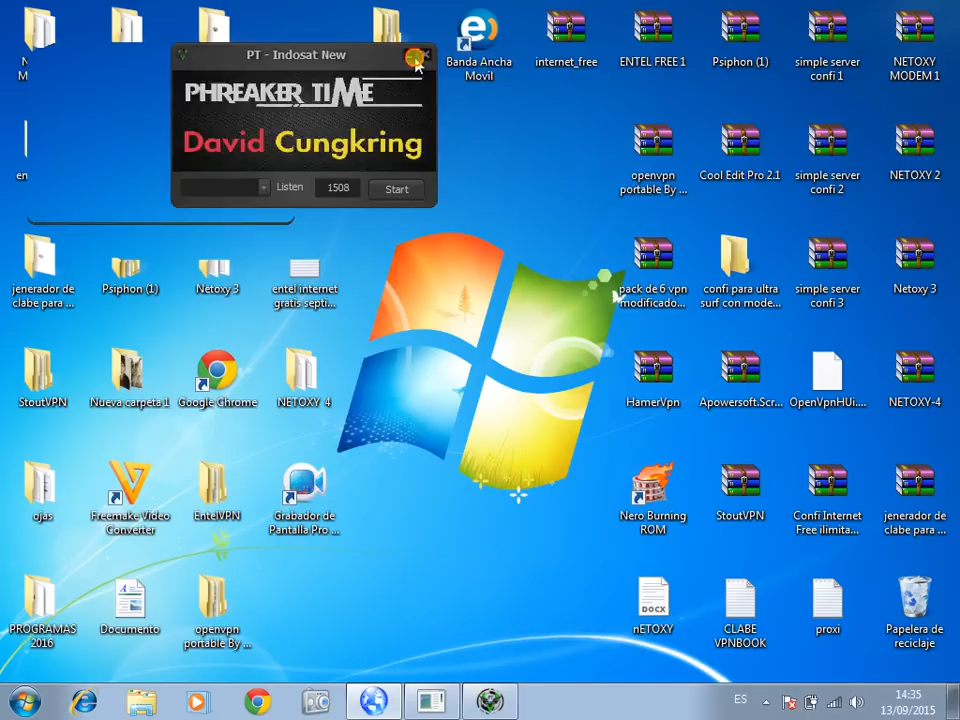 N
M
en
PT - Indosat New
PHREAKER TiMe
David Cungkring
Listen
1508
Start
Banda Ancha
Movil
internet_free
ENTEL FREE 1
Psiphon (1)
simple server
confi 1
NETOXY
MODEM 1
openvpn
portable By ...
Cool Edit Pro 2.1
simple server
confi 2
NETOXY 2
jenerador de
clabe para ...
Psiphon (1)
Netoxy 3
entel internet
gratis septi...
pack de 6 vpn
modificado...
confi para ultra
surf con mode...
simple server
confi 3
Netoxy 3
StoutVPN
Nueva carpeta 1
Google Chrome
NETOXY 4
HamerVpn
Apowersoft.Scr...
OpenVpnHUi....
NETOXY-4
ojas
Freemake Video
Converter
EntelVPN
Grabador de
Pantalla Pro ...
Nero Burning
ROM
StoutVPN
Confi Internet
Free ilimita...
jenerador de
clabe para ...
PROGRAMAS
2016
Documento
openvpn
portable By ...
DOCX
nETOXY
CLABE
VPNBOOK
proxi
Papelera de
reciclaje
ES
14:35
13/09/2015